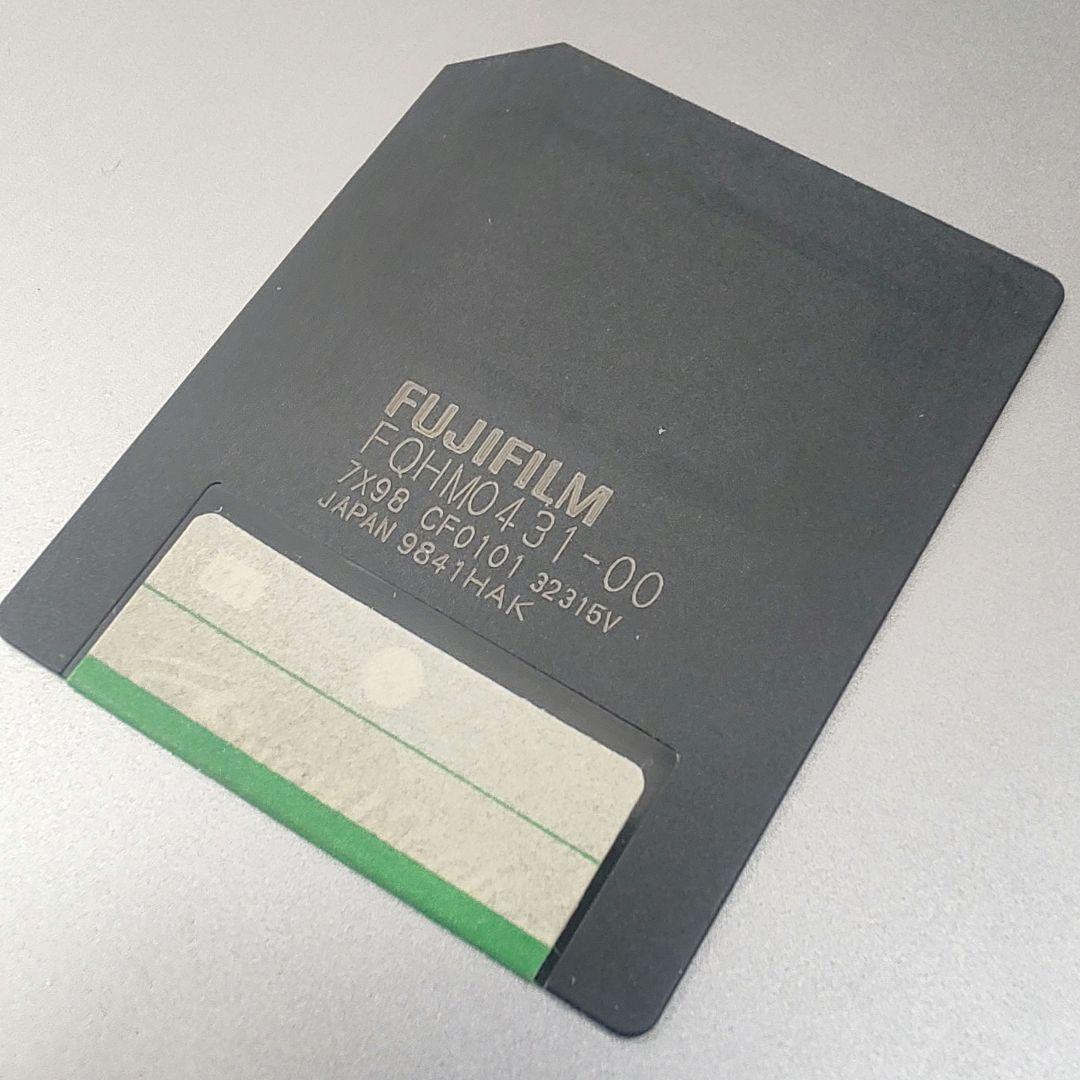 FUJIFILM
FQHM0431-00
7X98 CF0101 32315V
JAPAN 9841HAK